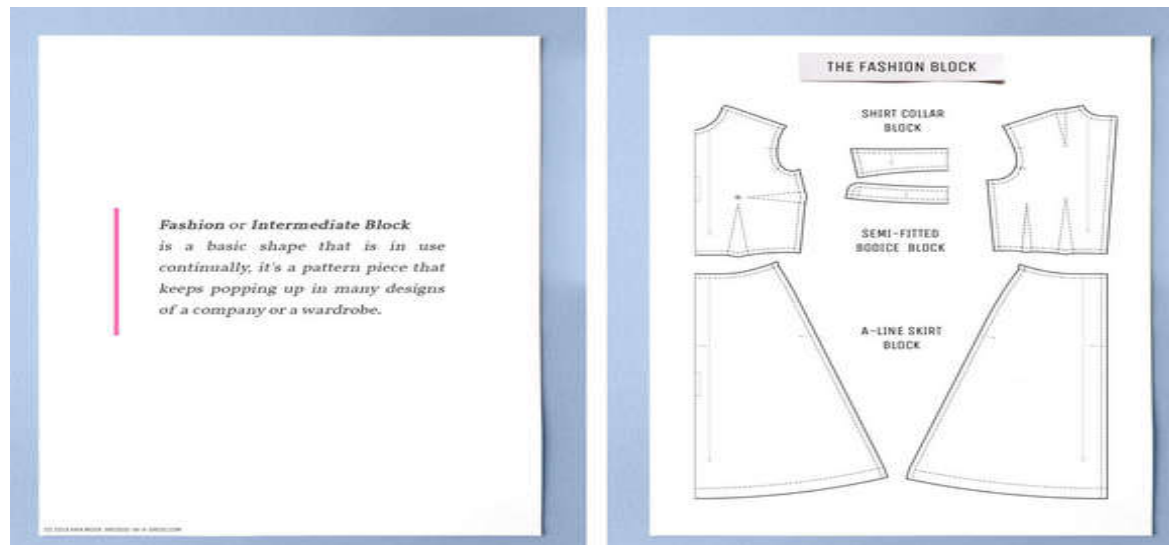 Fashion or Intermediate Block
is a basic shape that is in use
continually, it's a pattern piece that
keeps popping up in many designs
of a company or a wardrobe.
THE FASHION BLOCK
SHIRT COLLAR
BLOCK
SEMI-FITTED
BODICE BLOCK
A-LINE SKIRT
BLOCK